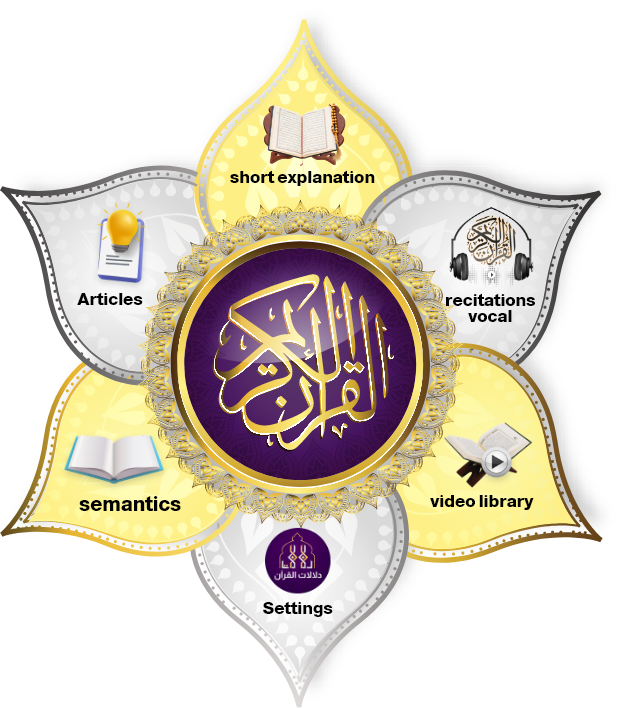 short explanation
Articles
recitations
vocal
القرآن الكريم
semantics
video library
دلالات القرآن
Settings